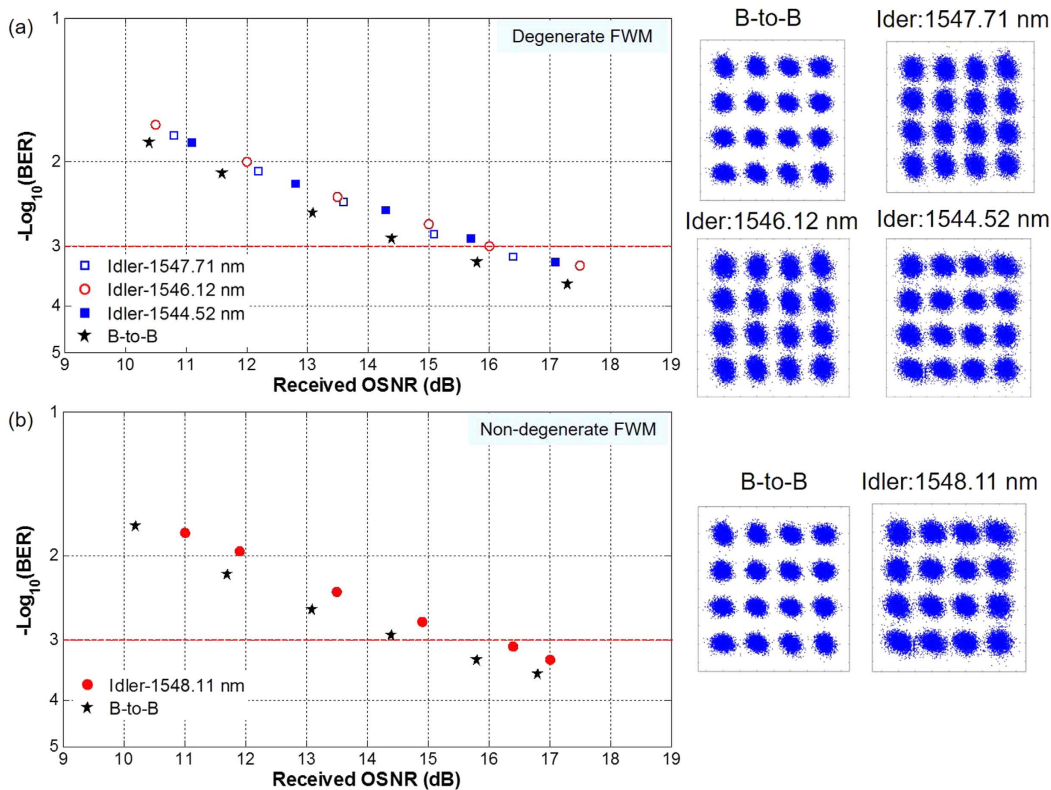 (a)
Degenerate FWM
-Log10(BER)
1
2
3
4
5
Idler-1547.71 nm
Idler-1546.12 nm
Idler-1544.52 nm
B-to-B
9 10 11 12 13 14 15 16 17 18 19
Received OSNR (dB)
B-to-B
Ider:1547.71 nm
Ider:1546.12 nm
Ider:1544.52 nm
(b)
Non-degenerate FWM
-Log10(BER)
1
2
3
4
5
Idler-1548.11 nm
B-to-B
9 10 11 12 13 14 15 16 17 18 19
Received OSNR (dB)
B-to-B
Idler:1548.11 nm